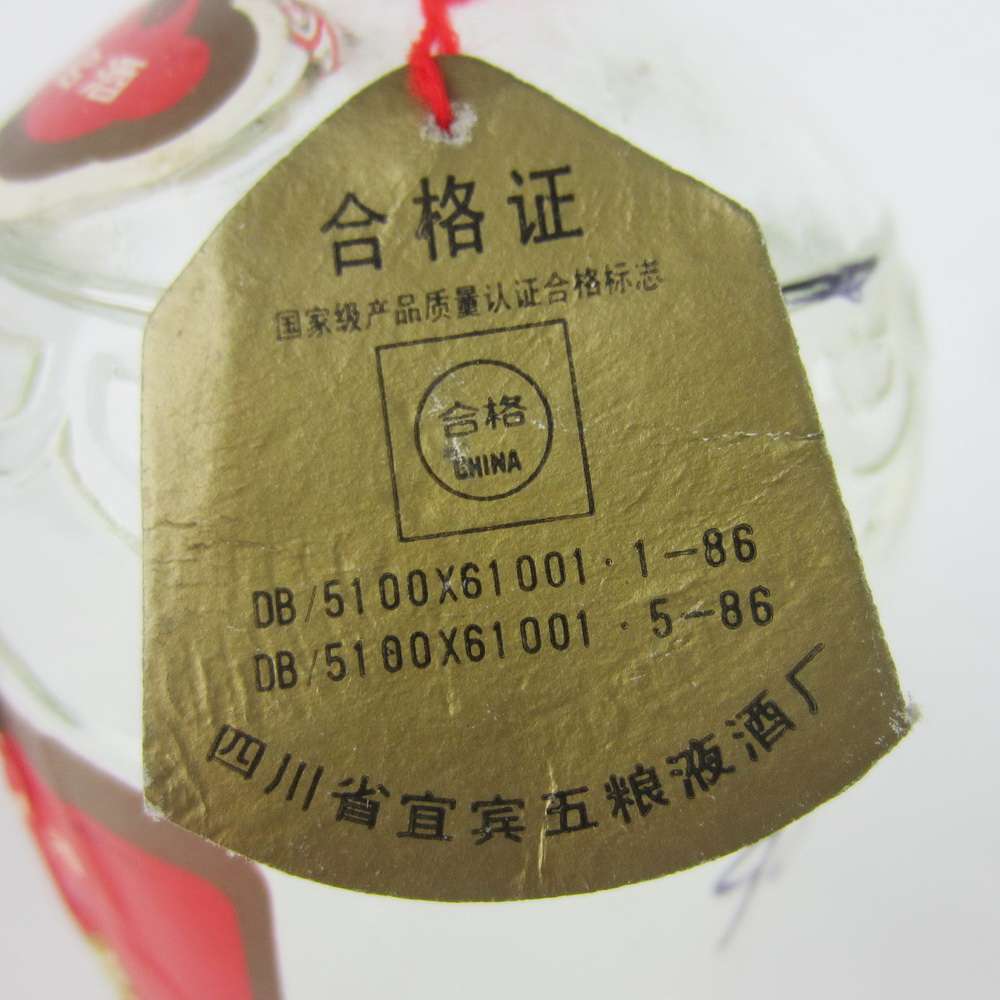 合格证
国家级产品质量认证合格标志
合格
CHINA
DB/5100X61001·1-86
DB/5100X61001·5-86
四川省宜宾五粮液酒厂